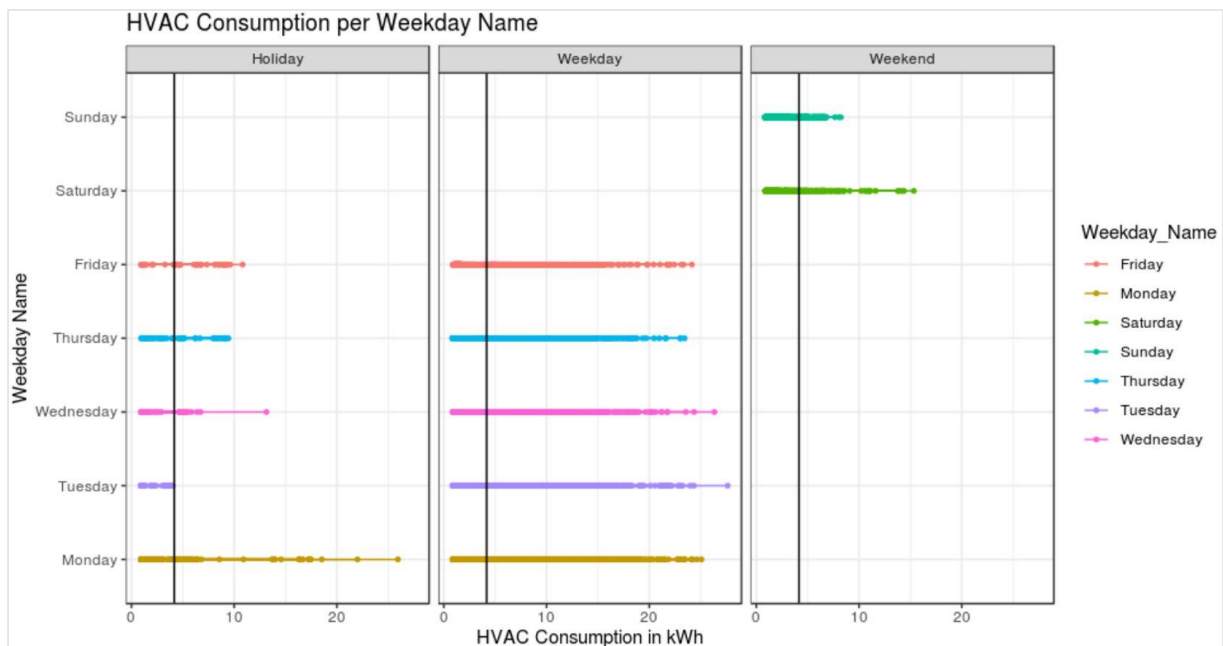 HVAC Consumption per Weekday Name
Holiday
Weekday
Weekend
Weekday Name
Sunday
Saturday
Friday
Thursday
Wednesday
Tuesday
Monday
0 10 20
0 10 20
0 10 20
HVAC Consumption in kWh
Weekday_Name
Friday
Monday
Saturday
Sunday
Thursday
Tuesday
Wednesday